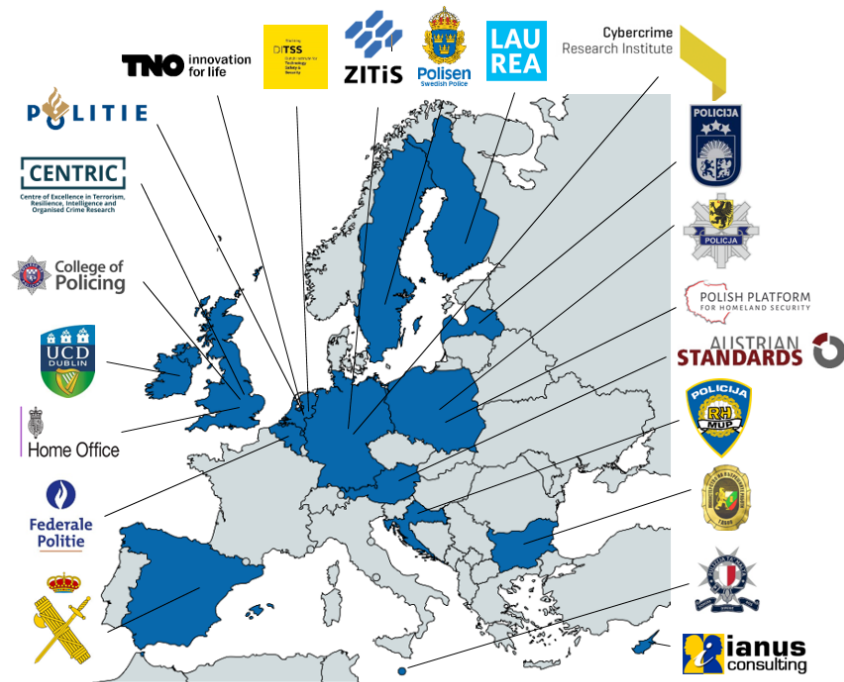 Cybercrime
Research Institute
TNO innovation
for life
DITSS
ZITiS
Polisen
Swedish Police
LAU
REA
POLITIE
POLICIJA
CENTRIC
Centre of Excellence in Terrorism,
Resilience, Intelligence and
Organised Crime Research
POLICJA
College of
Policing
POLISH PLATFORM
FOR HOMELAND SECURITY
UCD
DUBLIN
AUSTRIAN
STANDARDS
POLICIJA
RH
MUP
Home Office
Federale
Politie
ianus
consulting